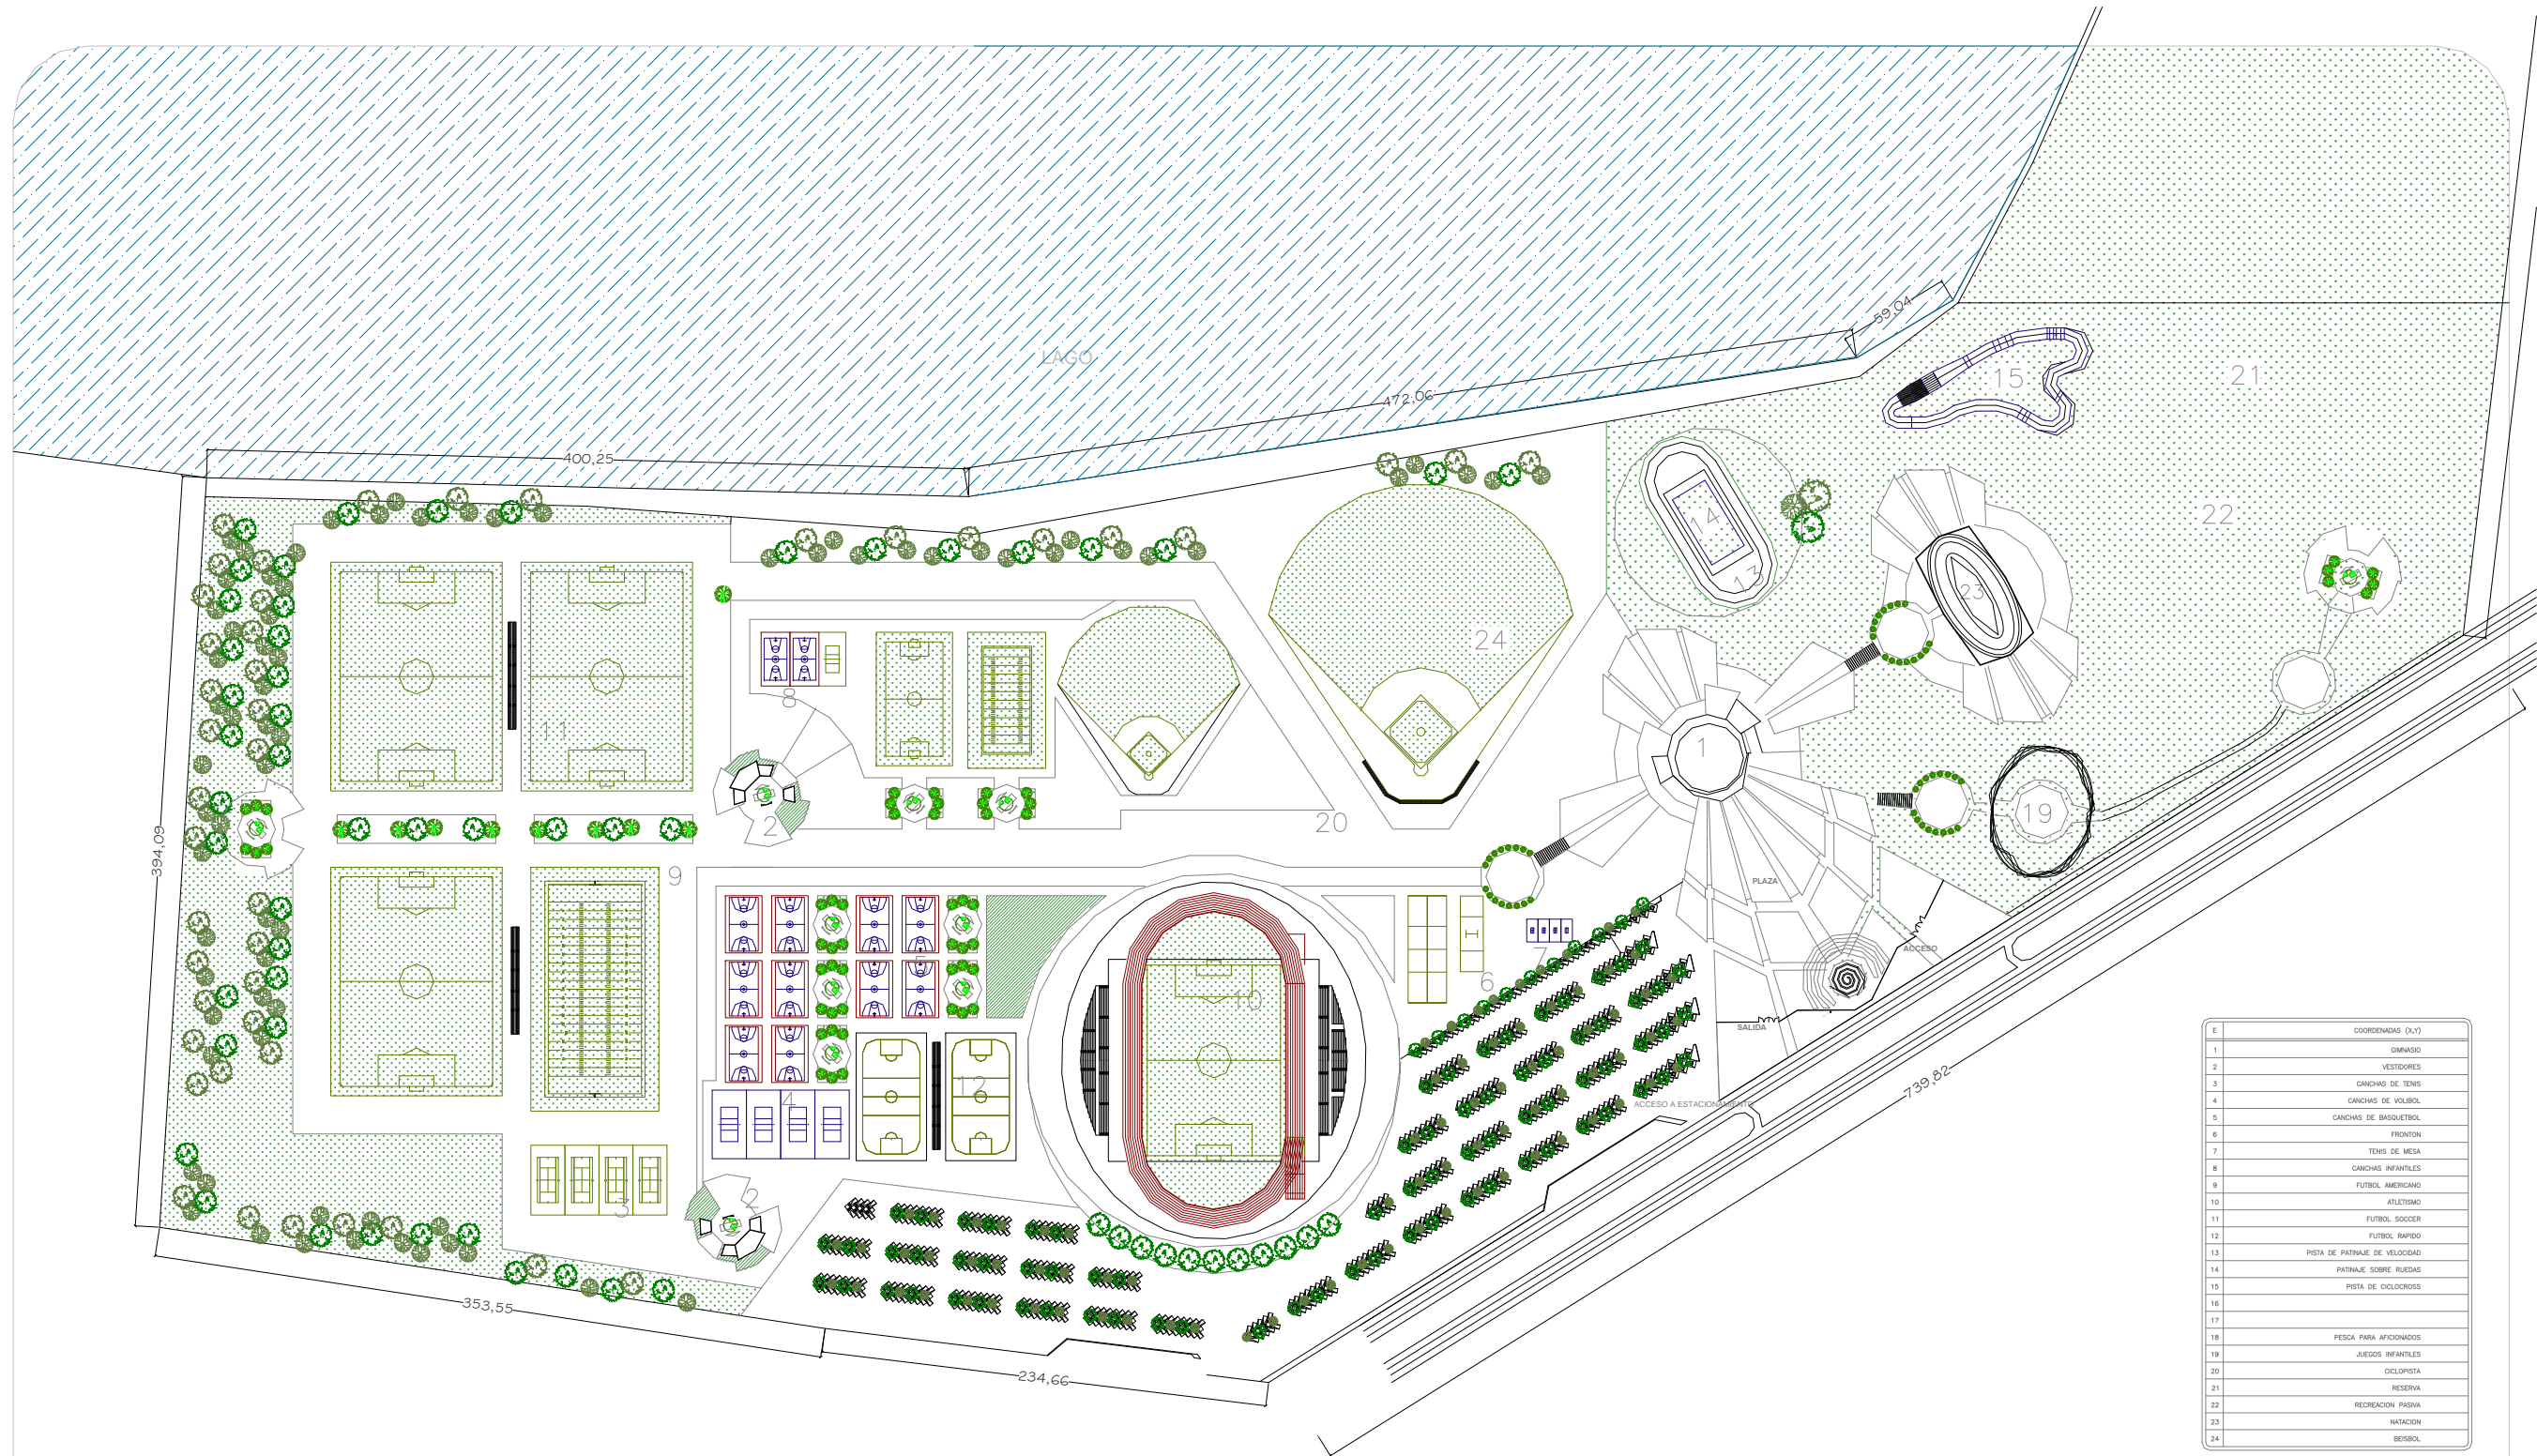 LAGO
59,04
472,06
400,25
15
21
14
13
22
23
24
11
8
1
19
2
20
394,09
9
PLAZA
5
6
7
10
ACCESO
SALIDA
12
4
ACCESO A ESTACIONAMIENTO
739,82
3
2
353,55
234,66
E COORDENADAS (X,Y)
1 GIMNASIO
2 VESTIDORES
3 CANCHAS DE TENIS
4 CANCHAS DE VOLIBOL
5 CANCHAS DE BASQUETBOL
6 FRONTON
7 TENIS DE MESA
8 CANCHAS INFANTILES
9 FUTBOL AMERICANO
10 ATLETISMO
11 FUTBOL SOCCER
12 FUTBOL RAPIDO
13 PISTA DE PATINAJE DE VELOCIDAD
14 PATINAJE SOBRE RUEDAS
15 PISTA DE CICLOCROSS
16
17
18 PESCA PARA AFICIONADOS
19 JUEGOS INFANTILES
20 CICLOPISTA
21 RESERVA
22 RECREACION PASIVA
23 NATACION
24 BEISBOL